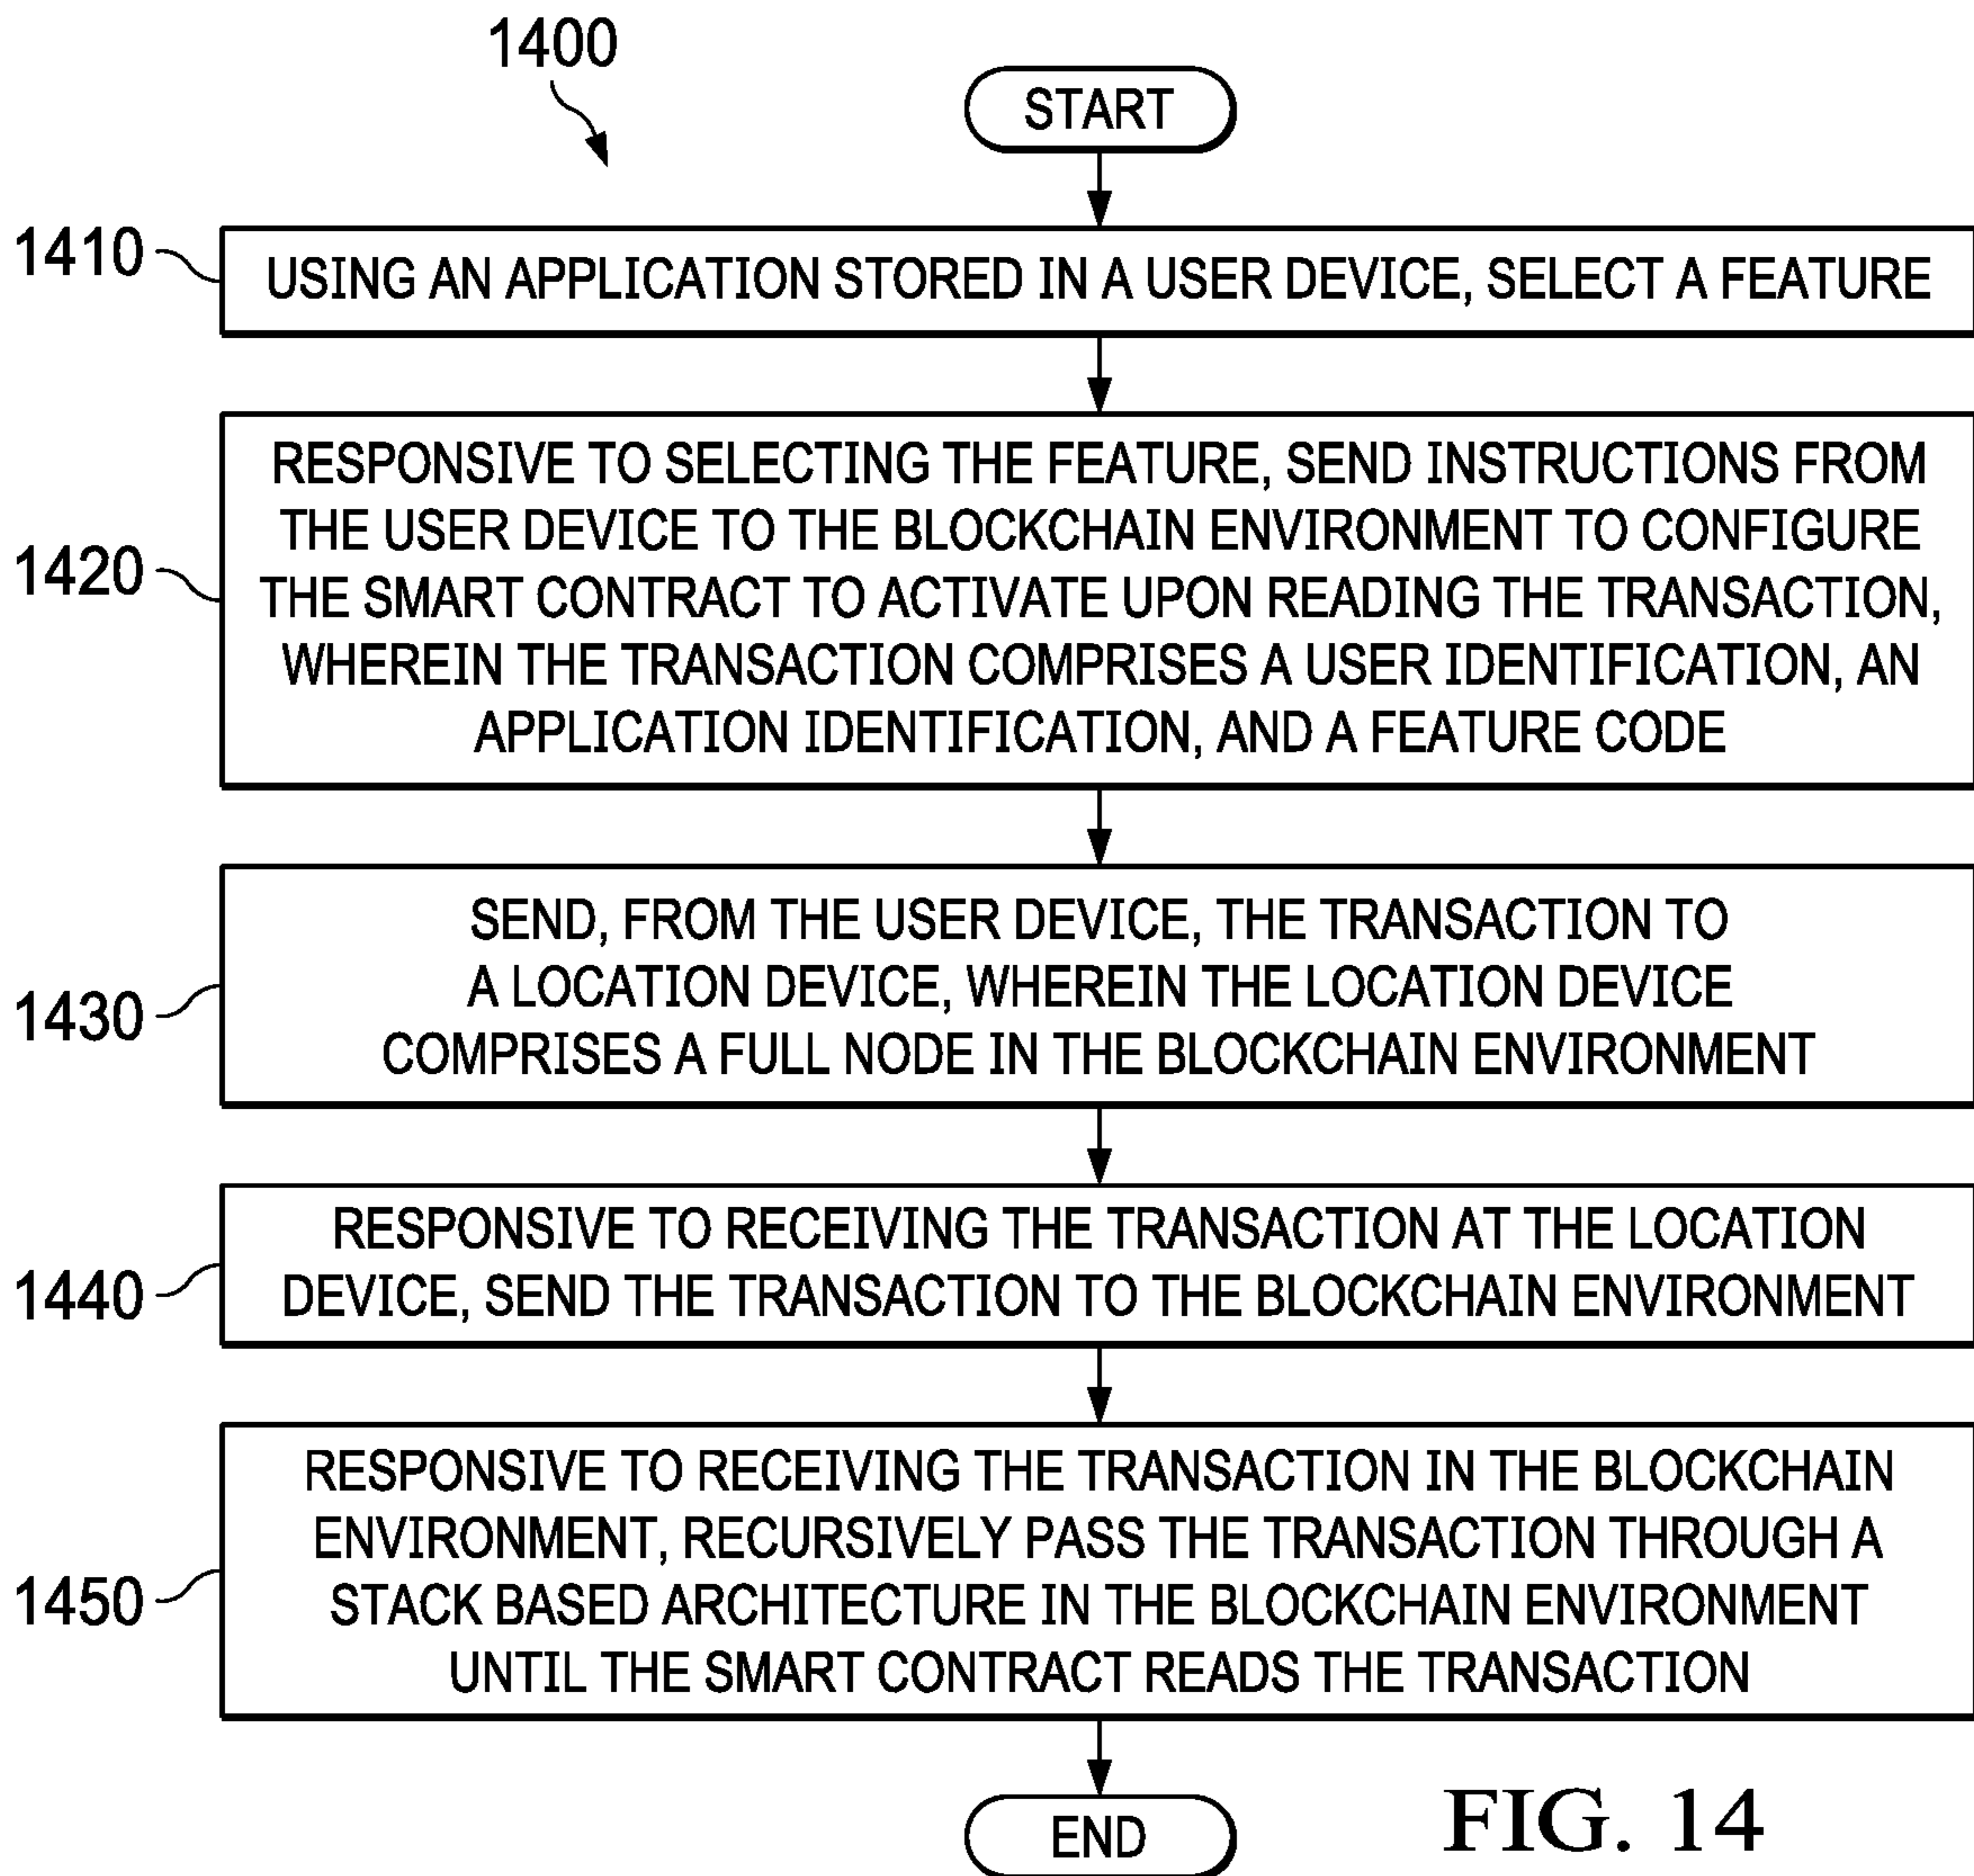 1400
START
1410
USING AN APPLICATION STORED IN A USER DEVICE, SELECT A FEATURE
1420
RESPONSIVE TO SELECTING THE FEATURE, SEND INSTRUCTIONS FROM
THE USER DEVICE TO THE BLOCKCHAIN ENVIRONMENT TO CONFIGURE
THE SMART CONTRACT TO ACTIVATE UPON READING THE TRANSACTION,
WHEREIN THE TRANSACTION COMPRISES A USER IDENTIFICATION, AN
APPLICATION IDENTIFICATION, AND A FEATURE CODE
1430
SEND, FROM THE USER DEVICE, THE TRANSACTION TO
A LOCATION DEVICE, WHEREIN THE LOCATION DEVICE
COMPRISES A FULL NODE IN THE BLOCKCHAIN ENVIRONMENT
1440
RESPONSIVE TO RECEIVING THE TRANSACTION AT THE LOCATION
DEVICE, SEND THE TRANSACTION TO THE BLOCKCHAIN ENVIRONMENT
1450
RESPONSIVE TO RECEIVING THE TRANSACTION IN THE BLOCKCHAIN
ENVIRONMENT, RECURSIVELY PASS THE TRANSACTION THROUGH A
STACK BASED ARCHITECTURE IN THE BLOCKCHAIN ENVIRONMENT
UNTIL THE SMART CONTRACT READS THE TRANSACTION
END
FIG. 14